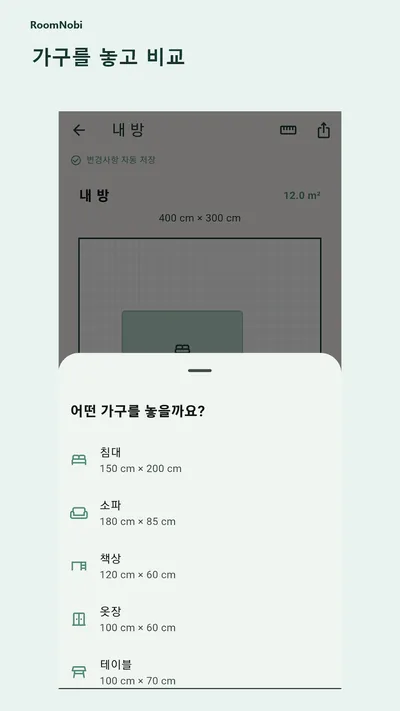 RoomNobi
가구를 놓고 비교
내 방
변경사항 자동 저장
내 방
12.0 m²
400 cm × 300 cm
어떤 가구를 놓을까요?
침대
150 cm × 200 cm
소파
180 cm × 85 cm
책상
120 cm × 60 cm
옷장
100 cm × 60 cm
테이블
100 cm × 70 cm